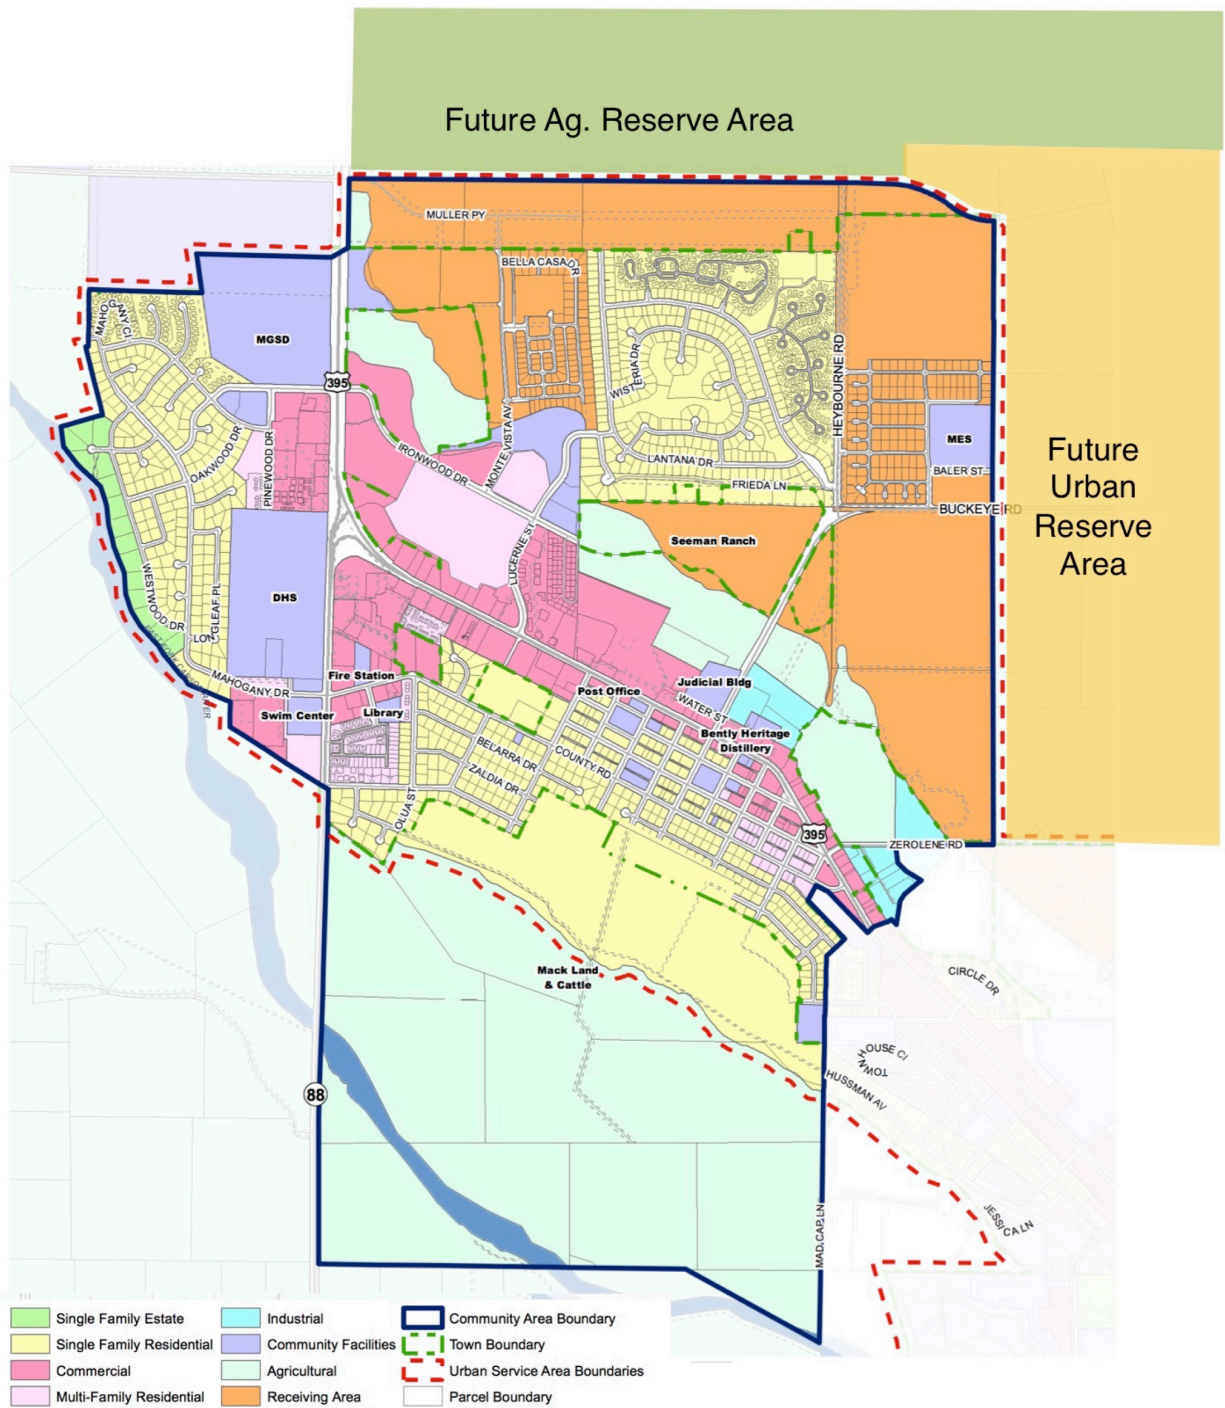 Future Ag. Reserve Area
MULLER PY
BELLA CASA DR
MAHOGANY CI
MGSD
395
WISTERIA DR
HEYBOURNE RD
MES
BALER ST
Future
Urban
Reserve
Area
OAKWOOD DR
PINEWOOD DR
IRONWOOD DR
MONTE VISTA AV
LANTANA DR
FRIEDA LN
BUCKEYE RD
Seeman Ranch
LUCERNE ST
WESTWOOD DR
DHS
LONGLEAF PL
MAHOGANY DR
Fire Station
Swim Center
Library
Post Office
Judicial Bldg
WATER ST
Bently Heritage
Distillery
BELARRA DR
COUNTY RD
ZALDIA DR
OLUA ST
395
ZEROLENE RD
Mack Land
& Cattle
CIRCLE DR
TOWN HOUSE CI
HUSSMAN AV
88
MAD CAP LN
JESSICA LN
Single Family Estate
Single Family Residential
Commercial
Multi-Family Residential
Industrial
Community Facilities
Agricultural
Receiving Area
Community Area Boundary
Town Boundary
Urban Service Area Boundaries
Parcel Boundary